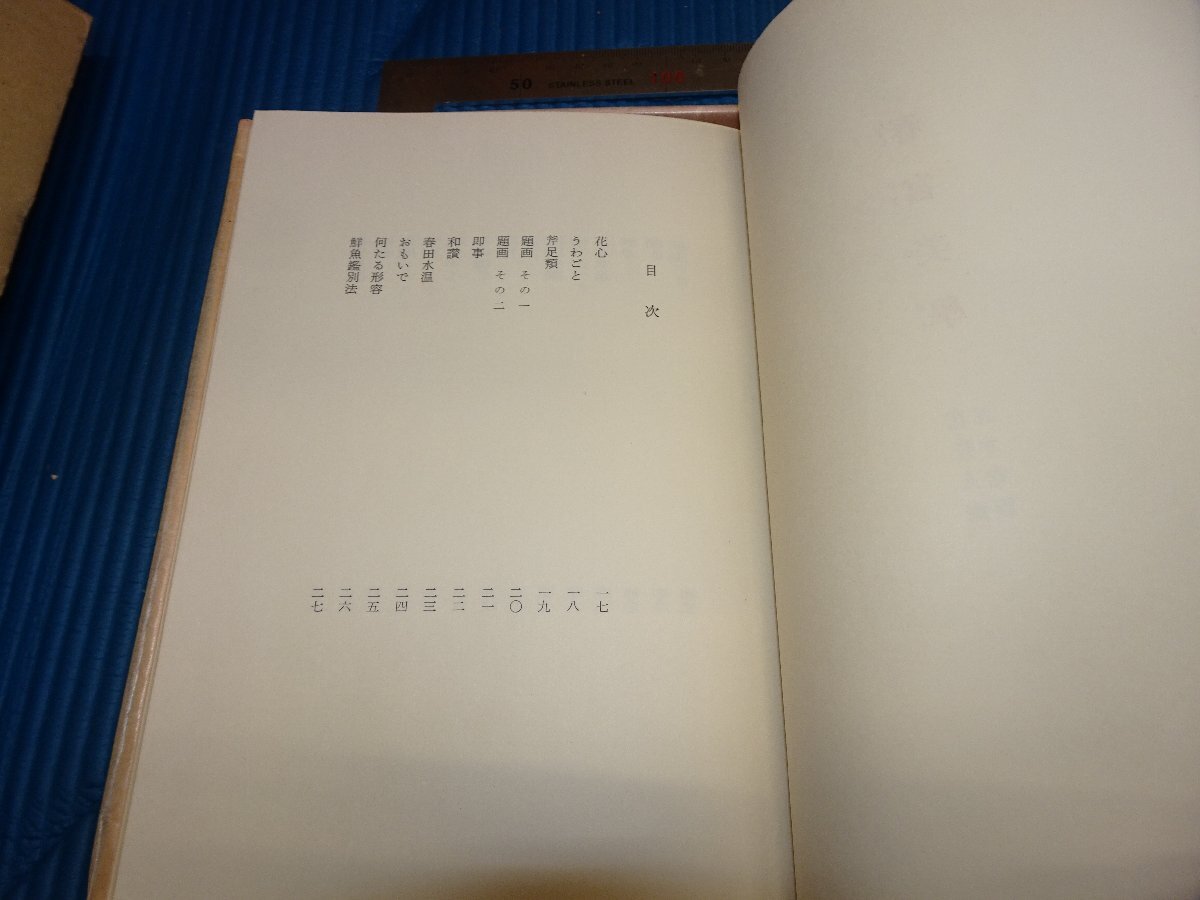 50 STAINLESS STEEL 100
目次
花心 一七
うわごと 一八
斧足類 一九
題画 その一 二〇
題画 その二 二一
即事 二二
和讃 二三
春田水温 二四
おもいで 二五
何たる形容 二六
鮮魚鑑別法 二七